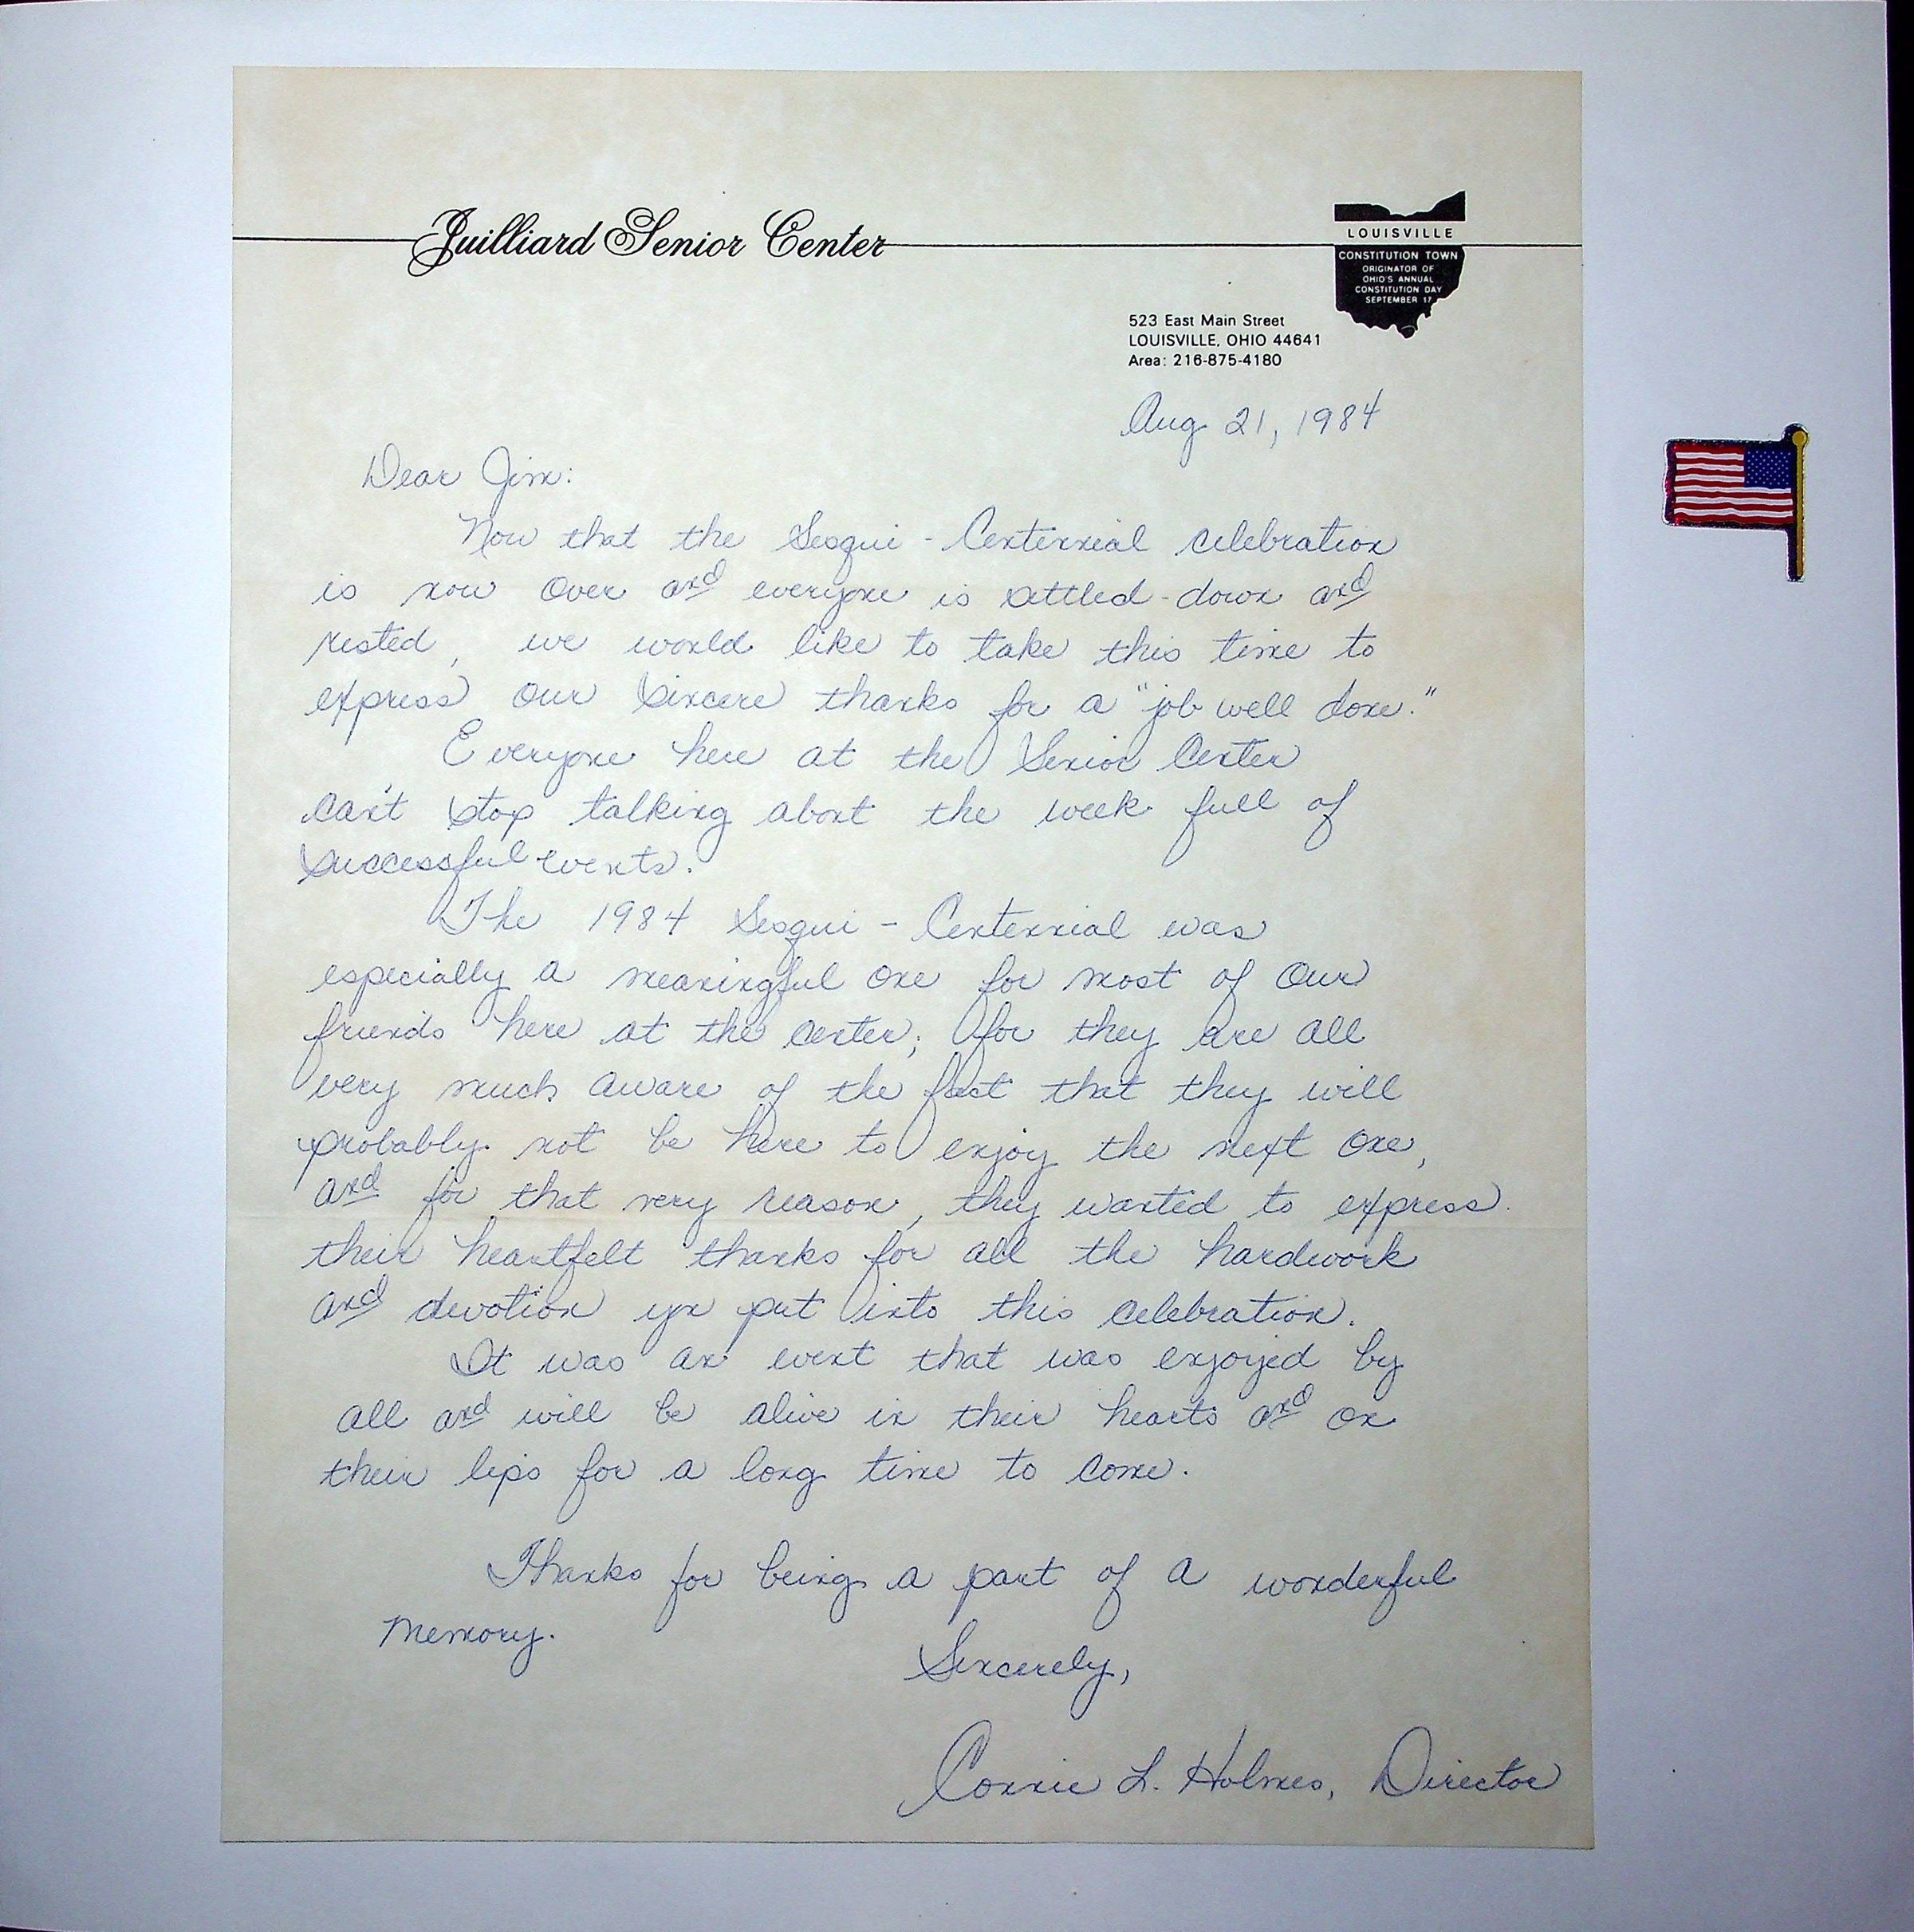 Juilliard Senior Center
LOUISVILLE
CONSTITUTION TOWN
ORIGINATOR OF
OHIO'S ANNUAL
CONSTITUTION DAY
SEPTEMBER 17
523 East Main Street
LOUISVILLE, OHIO 44641
Area: 216-875-4180
Aug 21, 1984
Dear Jim:
Now that the Sesqui-Centennial celebration
is now over and everyone is settled-down and
rested, we would like to take this time to
express our sincere thanks for a "job well done."
Everyone here at the Senior Center
can't stop talking about the week full of
successful events.
The 1984 Sesqui-Centennial was
especially a meaningful one for most of our
friends here at the center; for they are all
very much aware of the fact that they will
probably not be here to enjoy the next one,
and for that very reason, they wanted to express
their heartfelt thanks for all the hardwork
and devotion you put into this celebration.
It was an event that was enjoyed by
all and will be alive in their hearts and on
their lips for a long time to come.
Thanks for being a part of a wonderful
memory.
Sincerely,
Connie L. Holmes, Director